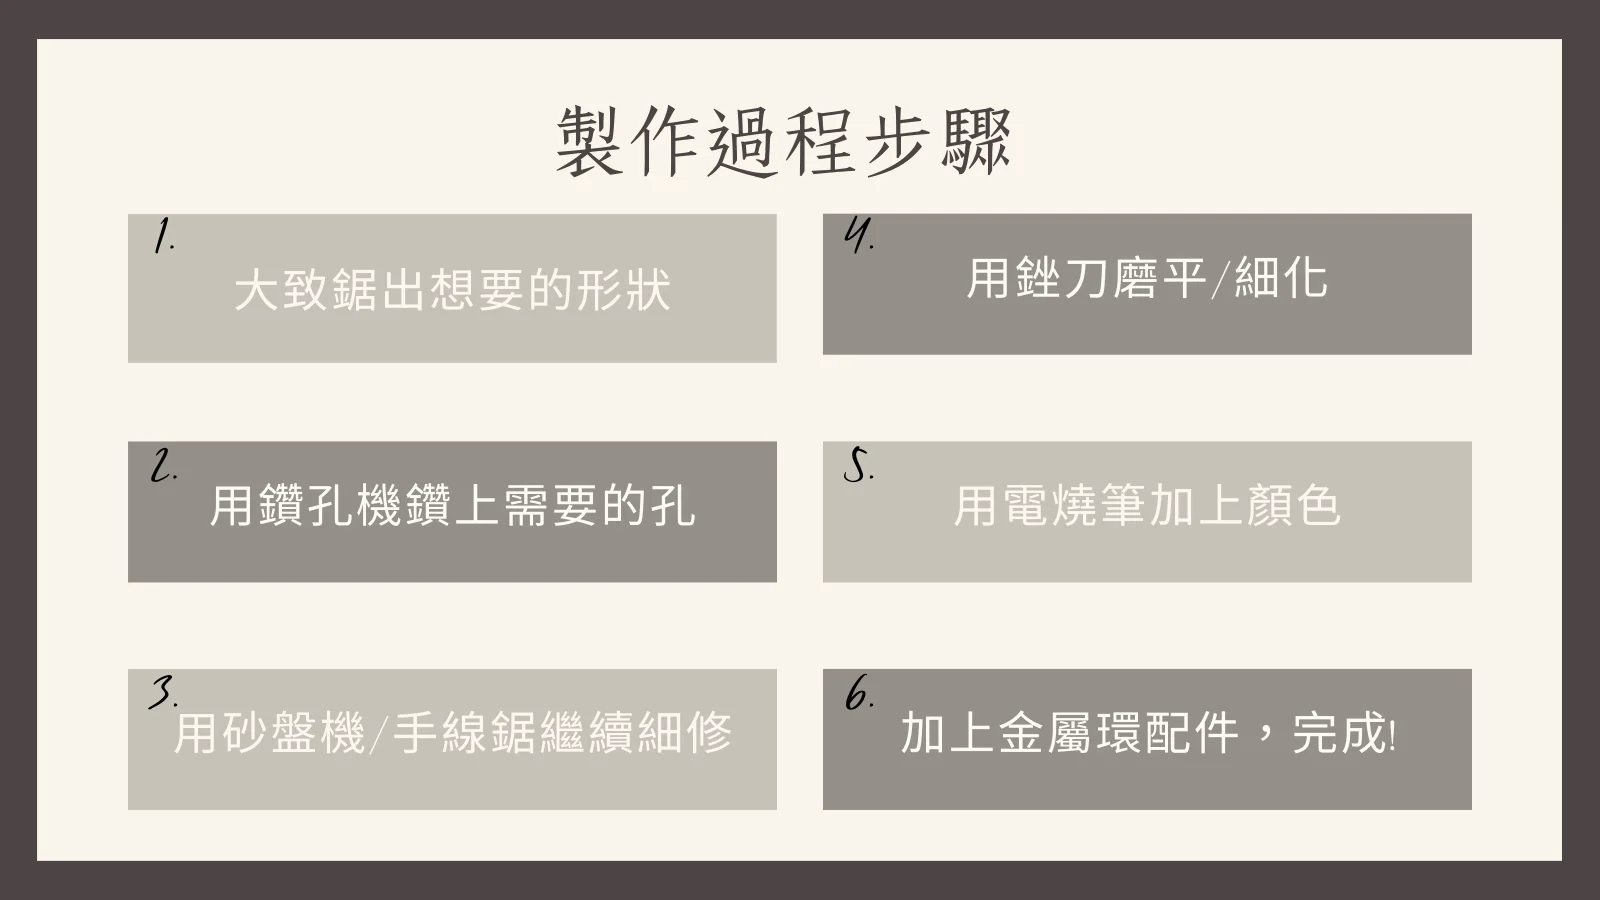 製作過程步驟
1.
大致鋸出想要的形狀
2.
用鑽孔機鑽上需要的孔
3.
用砂盤機/手線鋸繼續細修
4.
用銼刀磨平/細化
5.
用電燒筆加上顏色
6.
加上金屬環配件，完成!